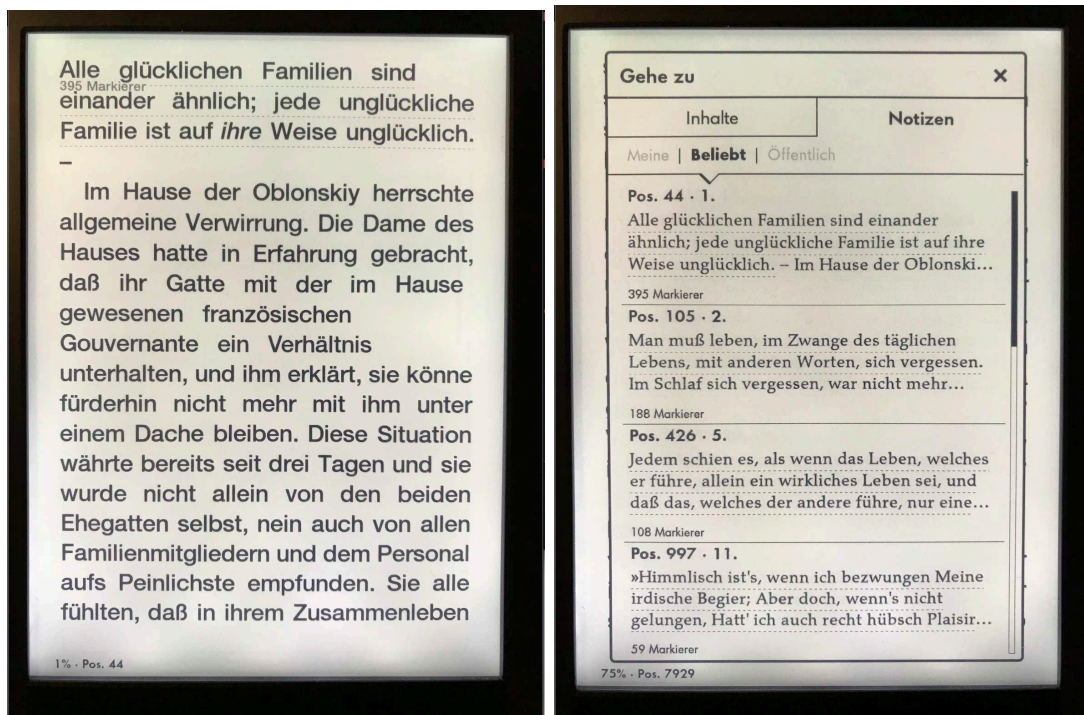 Alle glücklichen Familien sind
395 Markierer
einander ähnlich; jede unglückliche
Familie ist auf ihre Weise unglücklich.
–
Im Hause der Oblonskiy herrschte
allgemeine Verwirrung. Die Dame des
Hauses hatte in Erfahrung gebracht,
daß ihr Gatte mit der im Hause
gewesenen französischen
Gouvernante ein Verhältnis
unterhalten, und ihm erklärt, sie könne
fürderhin nicht mehr mit ihm unter
einem Dache bleiben. Diese Situation
währte bereits seit drei Tagen und sie
wurde nicht allein von den beiden
Ehegatten selbst, nein auch von allen
Familienmitgliedern und dem Personal
aufs Peinlichste empfunden. Sie alle
fühlten, daß in ihrem Zusammenleben
1% · Pos. 44
Gehe zu ×
Inhalte Notizen
Meine | Beliebt | Öffentlich
Pos. 44 · 1.
Alle glücklichen Familien sind einander
ähnlich; jede unglückliche Familie ist auf ihre
Weise unglücklich. – Im Hause der Oblonski…
395 Markierer
Pos. 105 · 2.
Man muß leben, im Zwange des täglichen
Lebens, mit anderen Worten, sich vergessen.
Im Schlaf sich vergessen, war nicht mehr…
188 Markierer
Pos. 426 · 5.
Jedem schien es, als wenn das Leben, welches
er führe, allein ein wirkliches Leben sei, und
daß das, welches der andere führe, nur eine…
108 Markierer
Pos. 997 · 11.
»Himmlisch ist's, wenn ich bezwungen Meine
irdische Begier; Aber doch, wenn's nicht
gelungen, Hatt' ich auch recht hübsch Plaisir…
59 Markierer
75% · Pos. 7929